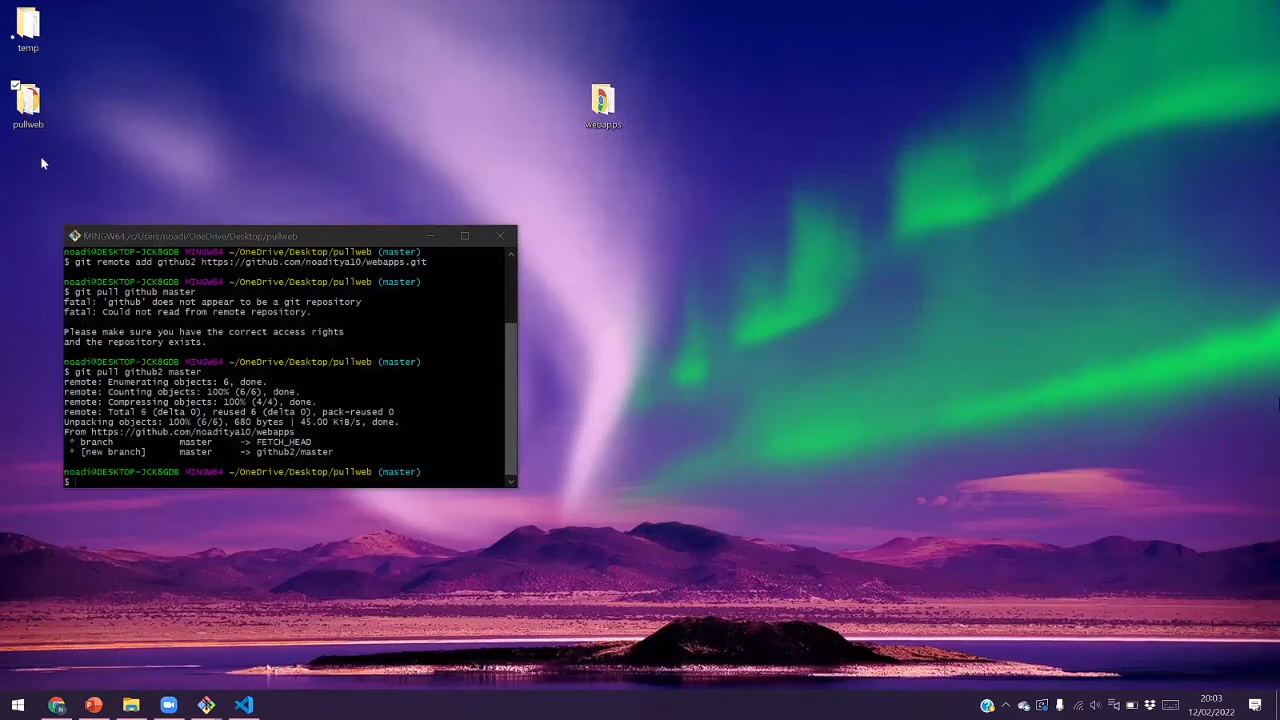 temp
pullweb
webapps
MINGW64:/c/Users/noadi/OneDrive/Desktop/pullweb
noadi@DESKTOP-JCK8GDB MINGW64 ~/OneDrive/Desktop/pullweb (master)
$ git remote add github2 https://github.com/noaditya10/webapps.git
noadi@DESKTOP-JCK8GDB MINGW64 ~/OneDrive/Desktop/pullweb (master)
$ git pull github master
fatal: 'github' does not appear to be a git repository
fatal: Could not read from remote repository.
Please make sure you have the correct access rights
and the repository exists.
noadi@DESKTOP-JCK8GDB MINGW64 ~/OneDrive/Desktop/pullweb (master)
$ git pull github2 master
remote: Enumerating objects: 6, done.
remote: Counting objects: 100% (6/6), done.
remote: Compressing objects: 100% (4/4), done.
remote: Total 6 (delta 0), reused 6 (delta 0), pack-reused 0
Unpacking objects: 100% (6/6), 680 bytes | 45.00 KiB/s, done.
From https://github.com/noaditya10/webapps
* branch master -> FETCH_HEAD
* [new branch] master -> github2/master
noadi@DESKTOP-JCK8GDB MINGW64 ~/OneDrive/Desktop/pullweb (master)
$
20:03
12/02/2022